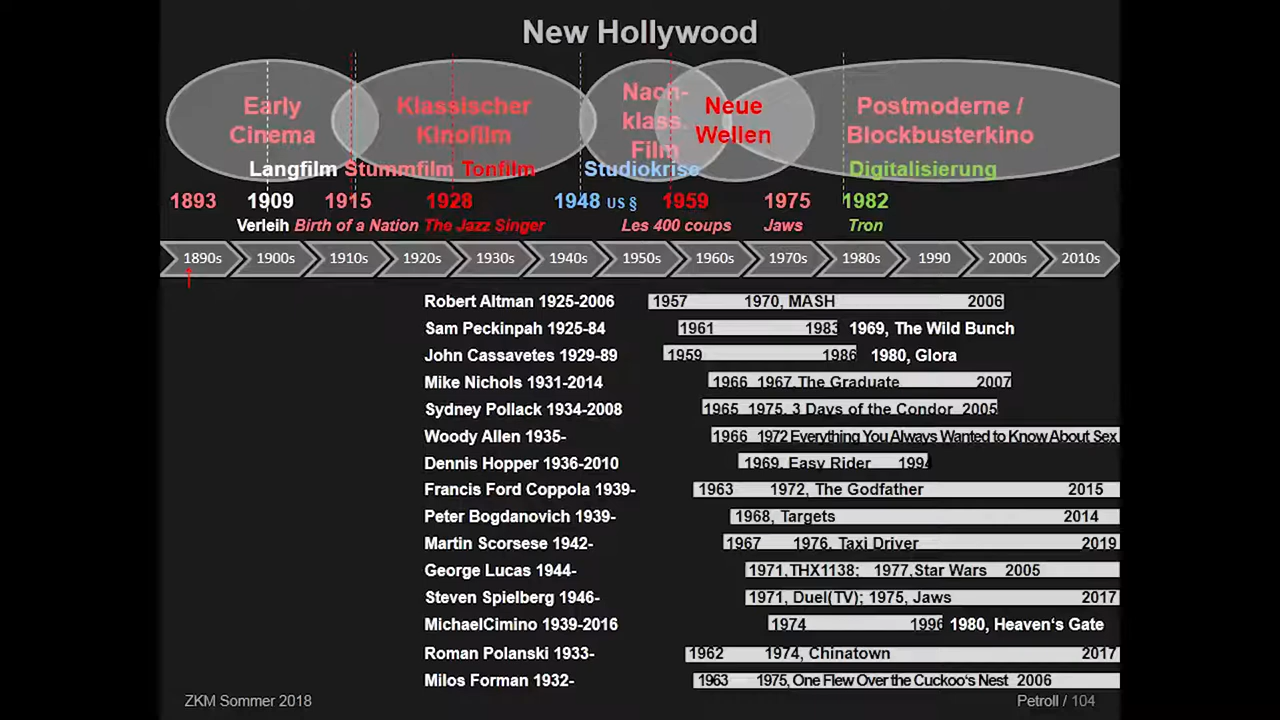 New Hollywood
Early Cinema
Klassischer Kinofilm
Nach-klass. Film
Neue Wellen
Postmoderne / Blockbusterkino
Langfilm Stummfilm Tonfilm Studiokrise Digitalisierung
1893 1909 1915 1928 1948 US § 1959 1975 1982
Verleih Birth of a Nation The Jazz Singer Les 400 coups Jaws Tron
1890s 1900s 1910s 1920s 1930s 1940s 1950s 1960s 1970s 1980s 1990 2000s 2010s
Robert Altman 1925-2006 1957 1970, MASH 2006
Sam Peckinpah 1925-84 1961 1983 1969, The Wild Bunch
John Cassavetes 1929-89 1959 1986 1980, Glora
Mike Nichols 1931-2014 1966 1967, The Graduate 2007
Sydney Pollack 1934-2008 1965 1975, 3 Days of the Condor 2005
Woody Allen 1935- 1966 1972 Everything You Always Wanted to Know About Sex
Dennis Hopper 1936-2010 1969, Easy Rider 1994
Francis Ford Coppola 1939- 1963 1972, The Godfather 2015
Peter Bogdanovich 1939- 1968, Targets 2014
Martin Scorsese 1942- 1967 1976, Taxi Driver 2019
George Lucas 1944- 1971,THX1138; 1977,Star Wars 2005
Steven Spielberg 1946- 1971, Duel(TV); 1975, Jaws 2017
MichaelCimino 1939-2016 1974 1996 1980, Heaven‘s Gate
Roman Polanski 1933- 1962 1974, Chinatown 2017
Milos Forman 1932- 1963 1975, One Flew Over the Cuckoo‘s Nest 2006
ZKM Sommer 2018 Petroll / 104